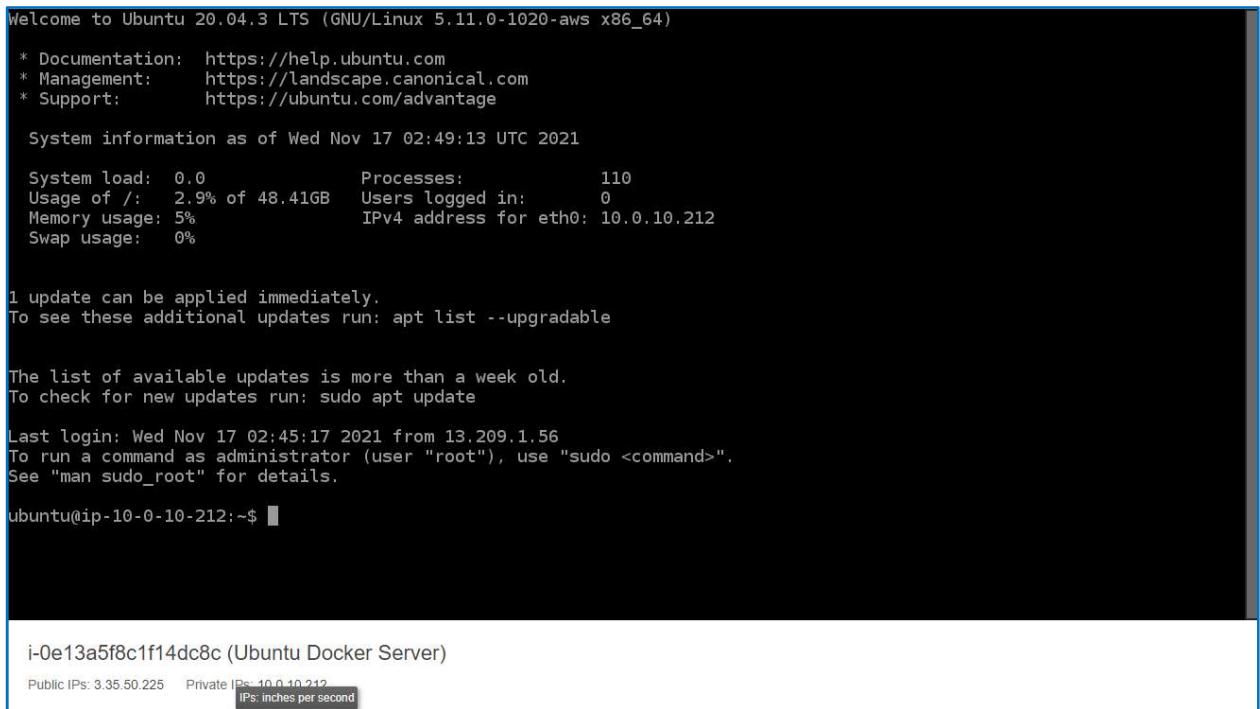 Welcome to Ubuntu 20.04.3 LTS (GNU/Linux 5.11.0-1020-aws x86_64)
* Documentation: https://help.ubuntu.com
* Management: https://landscape.canonical.com
* Support: https://ubuntu.com/advantage
System information as of Wed Nov 17 02:49:13 UTC 2021
System load: 0.0 Processes: 110
Usage of /: 2.9% of 48.41GB Users logged in: 0
Memory usage: 5% IPv4 address for eth0: 10.0.10.212
Swap usage: 0%
1 update can be applied immediately.
To see these additional updates run: apt list --upgradable
The list of available updates is more than a week old.
To check for new updates run: sudo apt update
Last login: Wed Nov 17 02:45:17 2021 from 13.209.1.56
To run a command as administrator (user "root"), use "sudo <command>".
See "man sudo_root" for details.
ubuntu@ip-10-0-10-212:~$
i-0e13a5f8c1f14dc8c (Ubuntu Docker Server)
Public IPs: 3.35.50.225 Private IPs: 10.0.10.212
IPs: inches per second